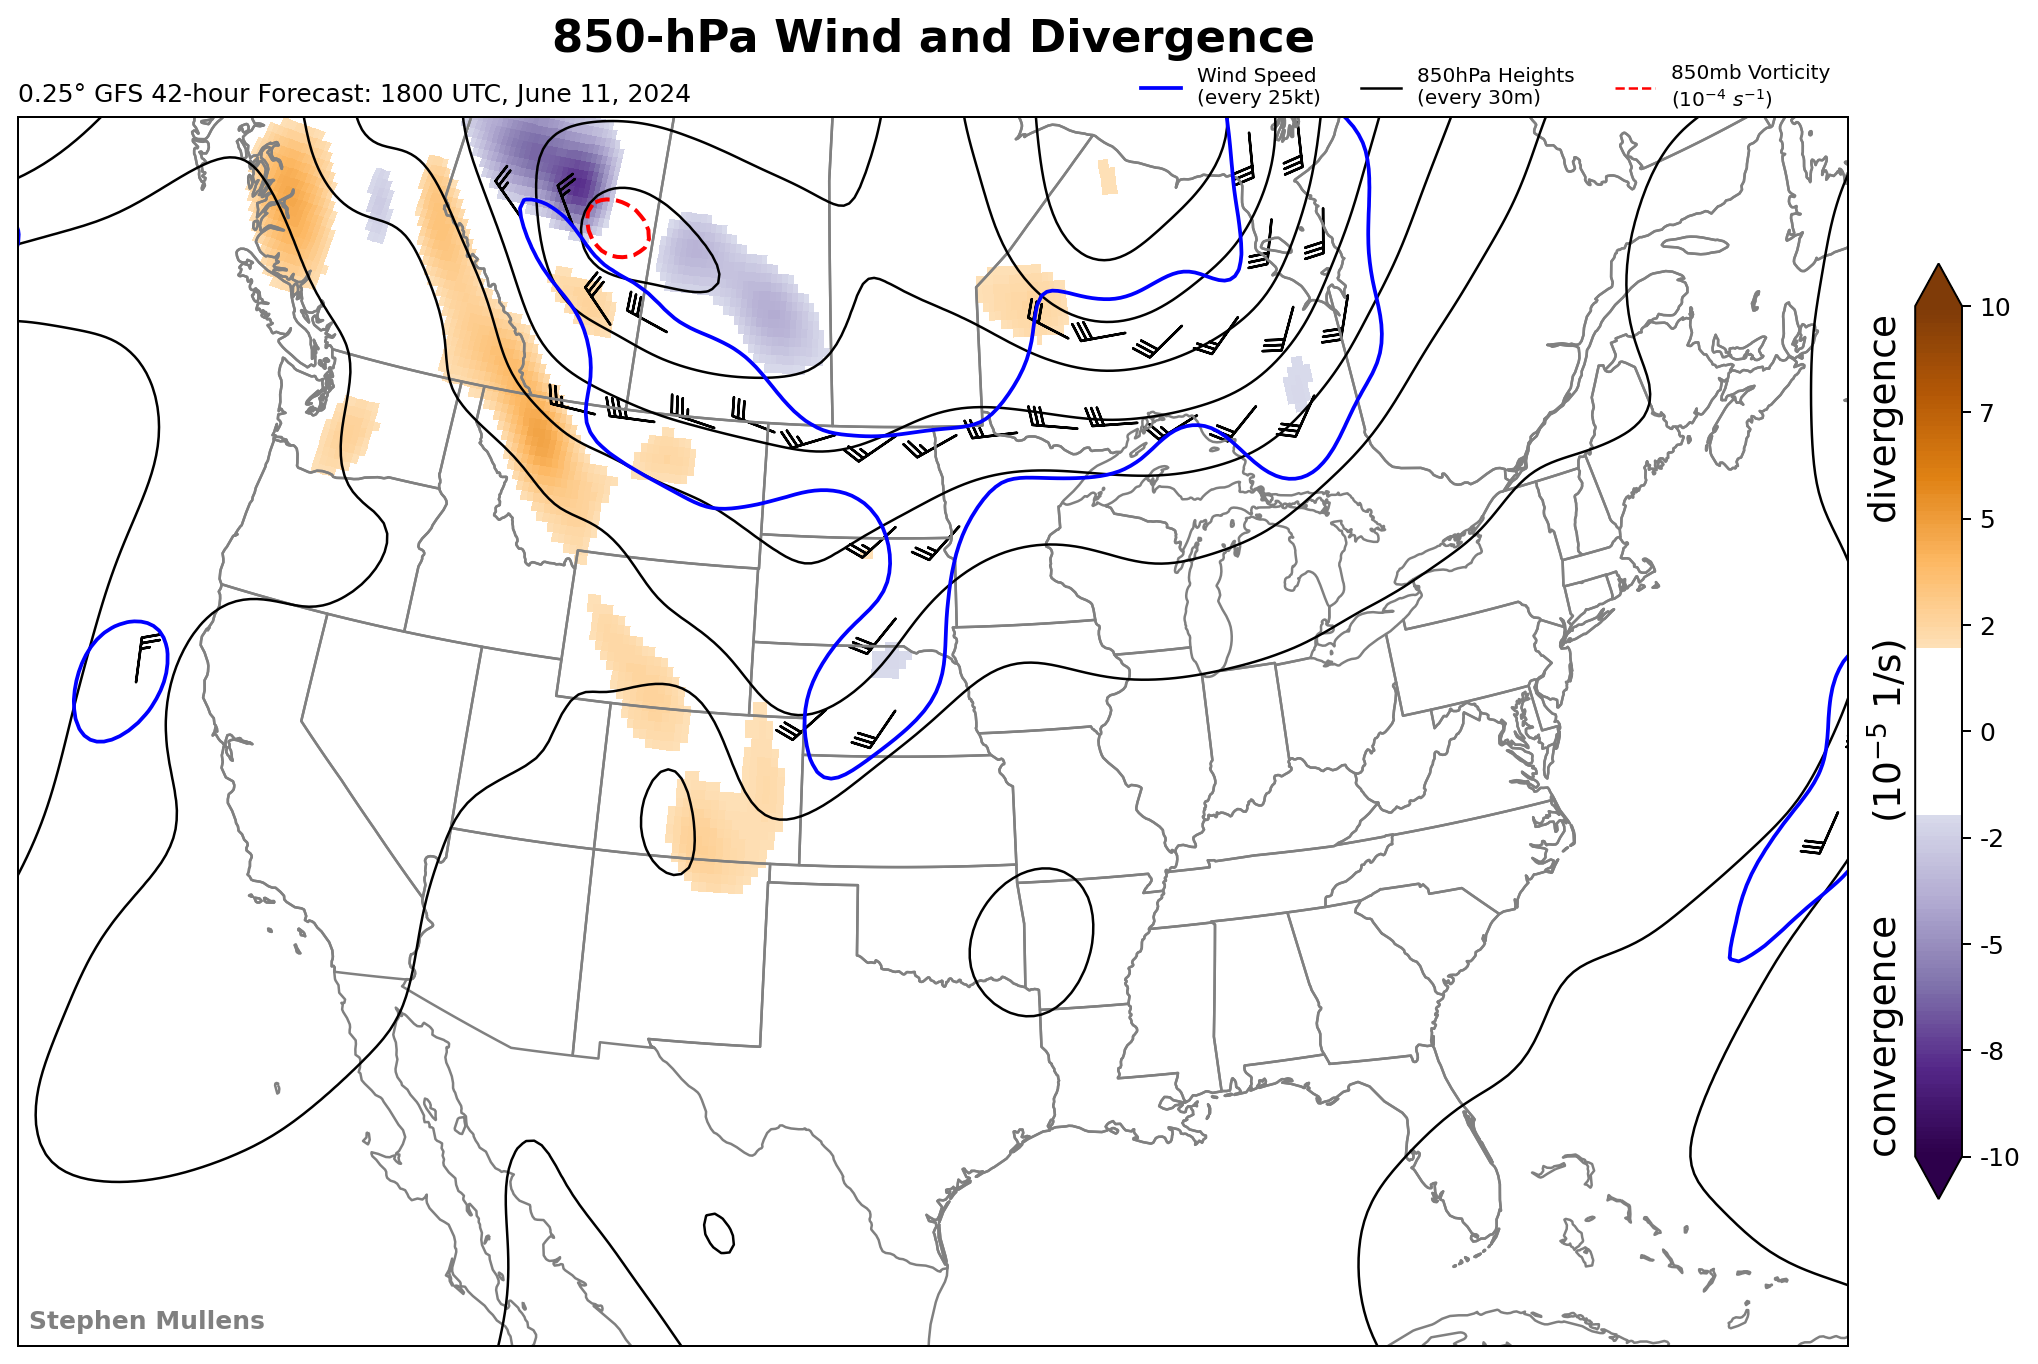 850-hPa Wind and Divergence
0.25° GFS 42-hour Forecast: 1800 UTC, June 11, 2024
Wind Speed
(every 25kt)
850hPa Heights
(every 30m)
850mb Vorticity
(10⁻⁴ s⁻¹)
10
7
5
2
0
-2
-5
-8
-10
convergence (10⁻⁵ 1/s) divergence
Stephen Mullens